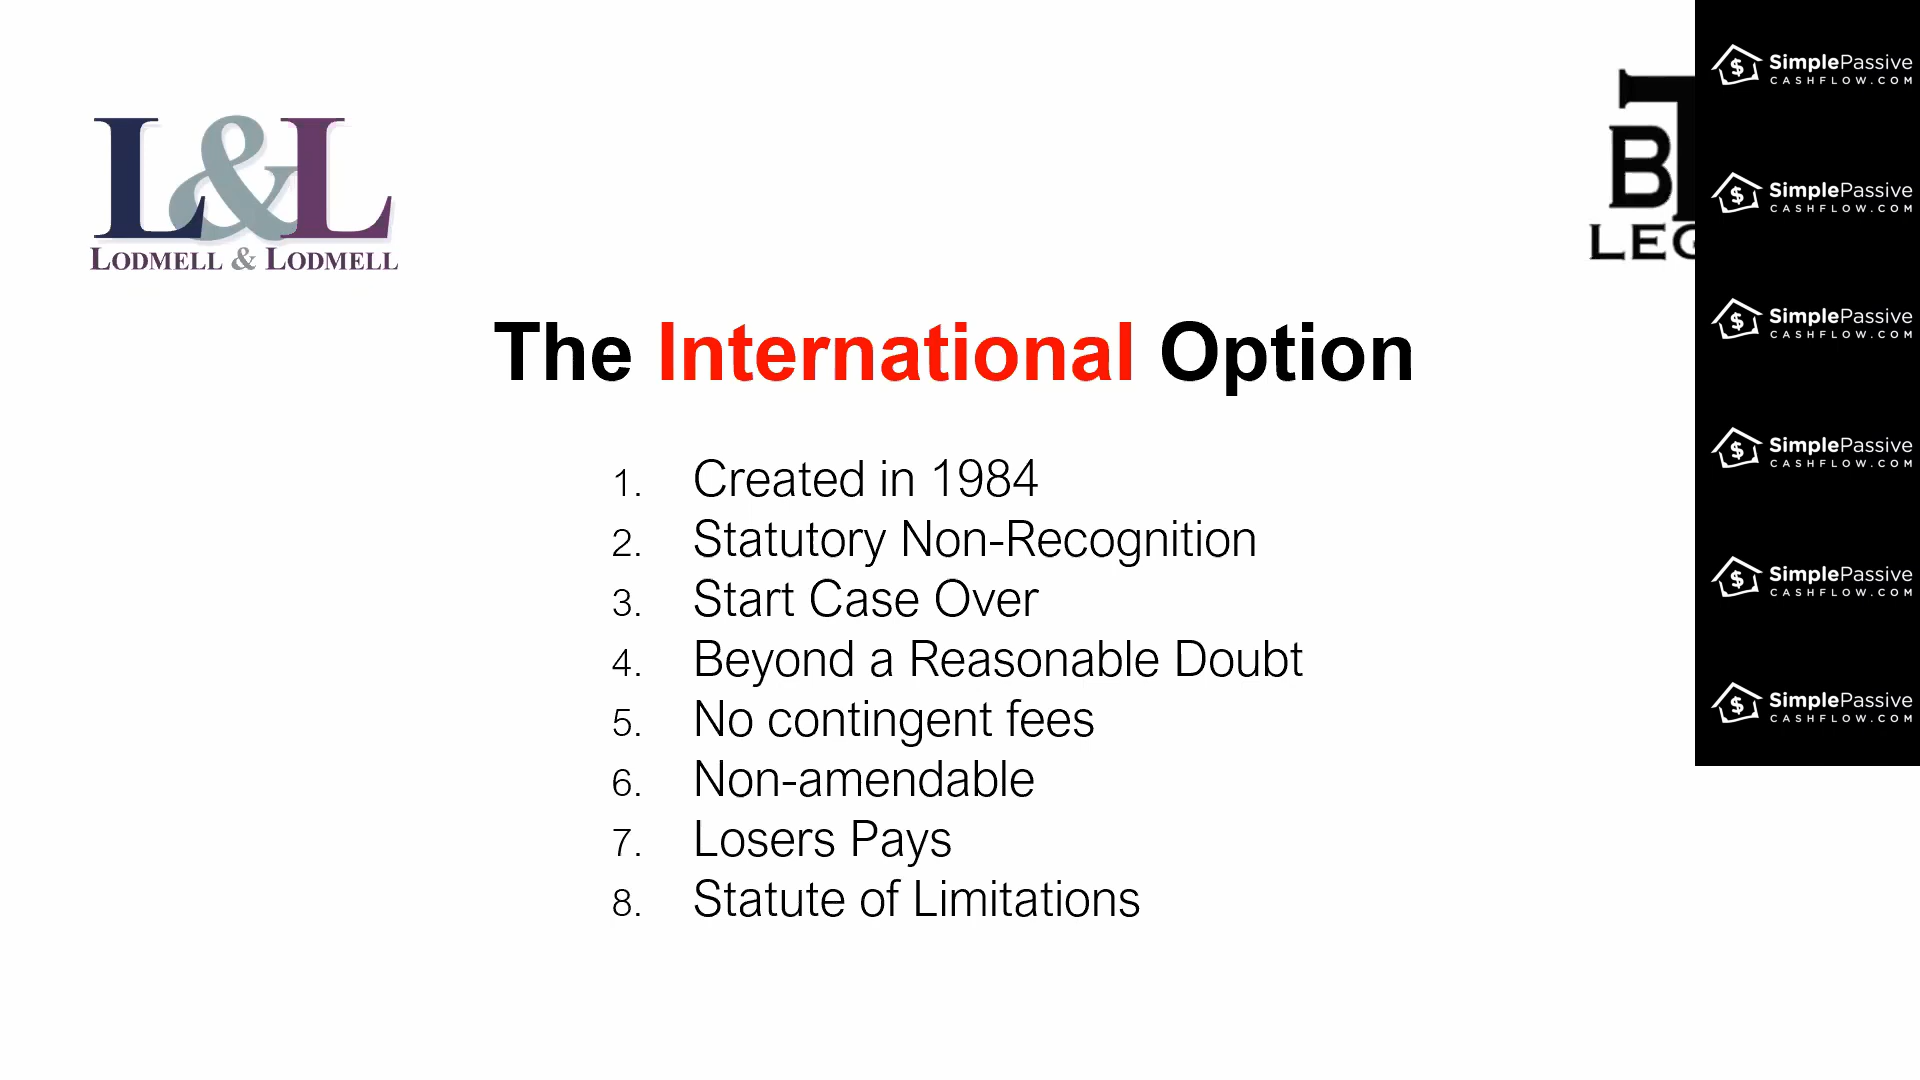 L&L
LODMELL & LODMELL
B
The International Option
1. Created in 1984
2. Statutory Non-Recognition
3. Start Case Over
4. Beyond a Reasonable Doubt
5. No contingent fees
6. Non-amendable
7. Losers Pays
8. Statute of Limitations
SimplePassive
CASHFLOW.COM
SimplePassive
CASHFLOW.COM
SimplePassive
CASHFLOW.COM
SimplePassive
CASHFLOW.COM
SimplePassive
CASHFLOW.COM
SimplePassive
CASHFLOW.COM